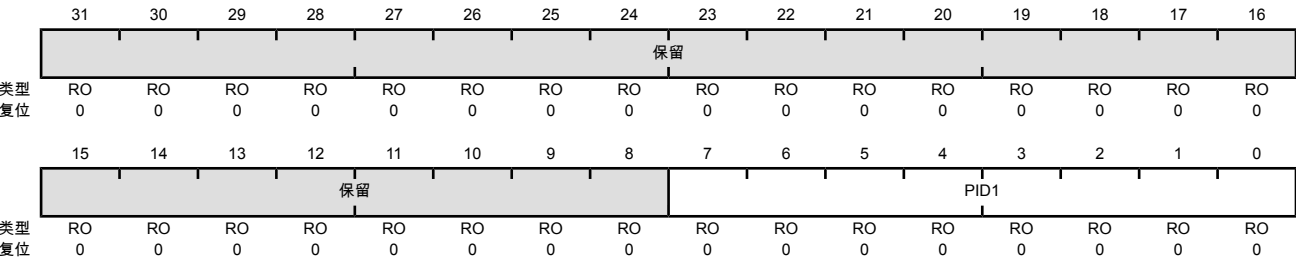 31 30 29 28 27 26 25 24 23 22 21 20 19 18 17 16
保留
类型 RO RO RO RO RO RO RO RO RO RO RO RO RO RO RO RO
复位 0 0 0 0 0 0 0 0 0 0 0 0 0 0 0 0
15 14 13 12 11 10 9 8 7 6 5 4 3 2 1 0
保留 PID1
类型 RO RO RO RO RO RO RO RO RO RO RO RO RO RO RO RO
复位 0 0 0 0 0 0 0 0 0 0 0 0 0 0 0 0